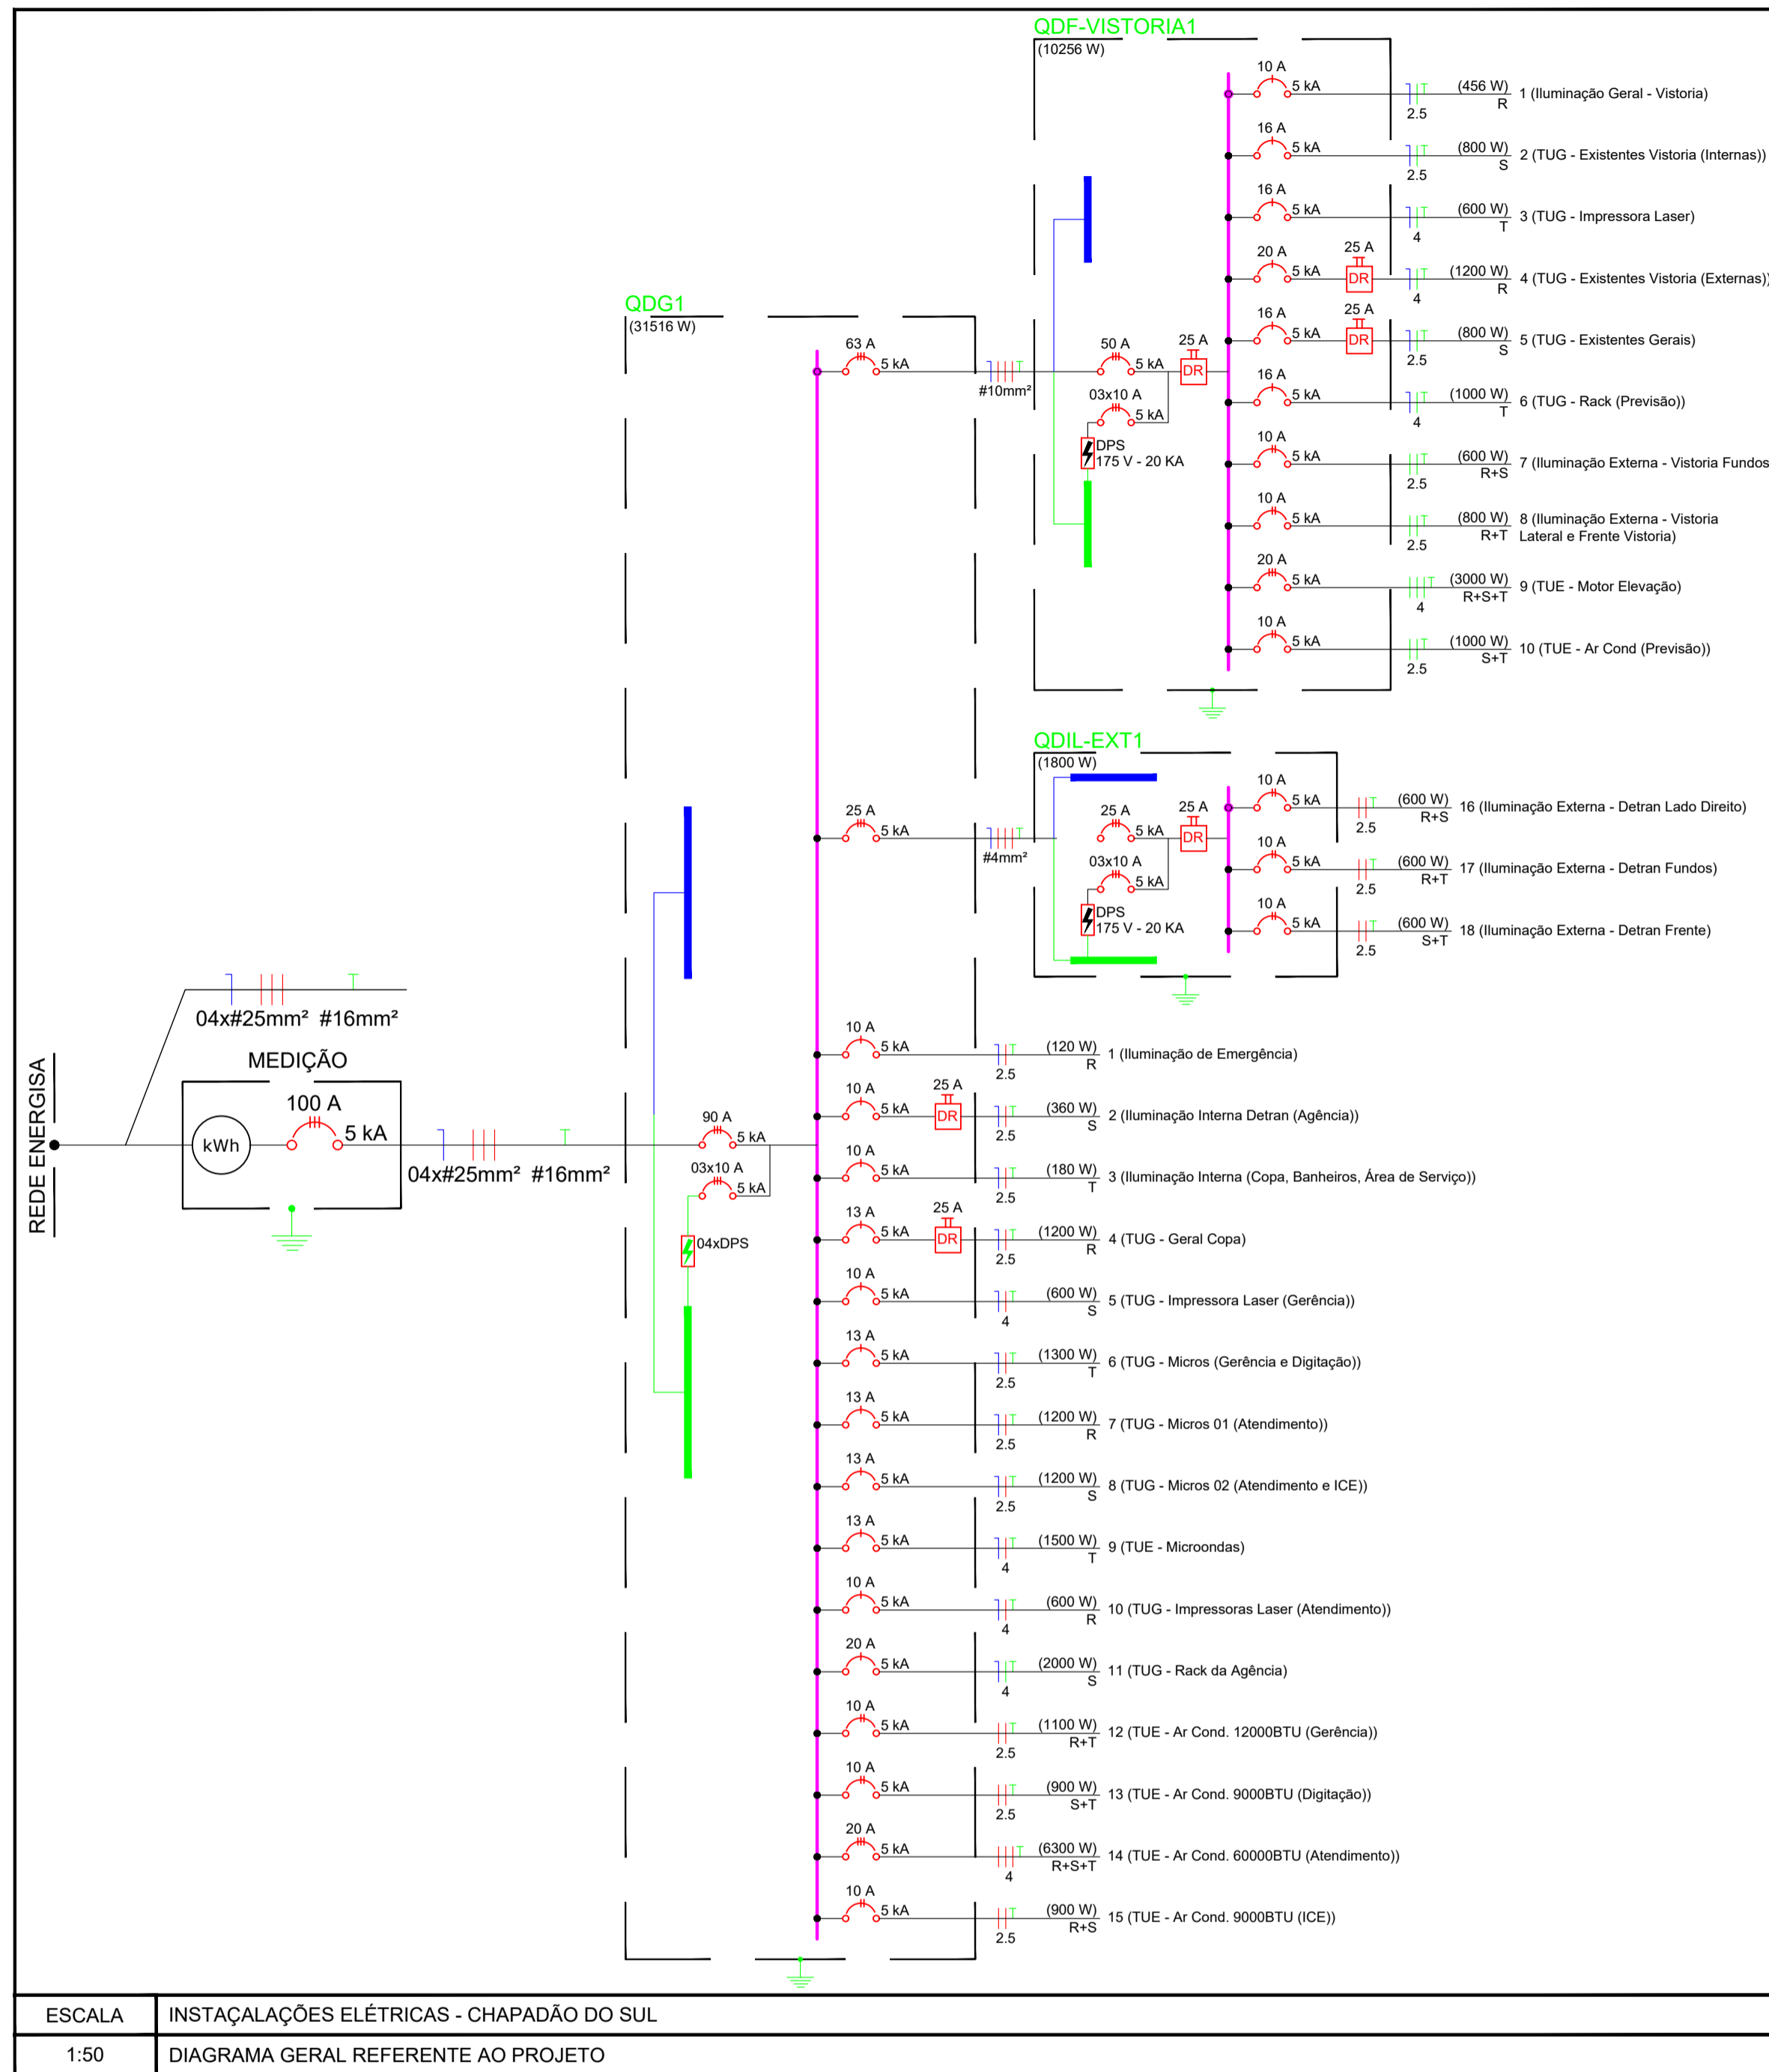 QDF-VISTORIA1
(10256 W)
10 A
5 kA
(456 W)
R
2.5
1 (Iluminação Geral - Vistoria)
16 A
5 kA
(800 W)
S
2.5
2 (TUG - Existentes Vistoria (Internas))
16 A
5 kA
(600 W)
T
4
3 (TUG - Impressora Laser)
20 A
5 kA
25 A
DR
(1200 W)
R
4
4 (TUG - Existentes Vistoria (Externas))
16 A
5 kA
25 A
DR
(800 W)
S
2.5
5 (TUG - Existentes Gerais)
16 A
5 kA
(1000 W)
T
4
6 (TUG - Rack (Previsão))
10 A
5 kA
(600 W)
R+S
2.5
7 (Iluminação Externa - Vistoria Fundos
10 A
5 kA
(800 W)
R+T
2.5
8 (Iluminação Externa - Vistoria
Lateral e Frente Vistoria)
20 A
5 kA
(3000 W)
R+S+T
4
9 (TUE - Motor Elevação)
10 A
5 kA
(1000 W)
S+T
2.5
10 (TUE - Ar Cond (Previsão))
50 A
5 kA
25 A
DR
03x10 A
5 kA
DPS
175 V - 20 KA
QDG1
(31516 W)
63 A
5 kA
#10mm²
25 A
5 kA
#4mm²
QDIL-EXT1
(1800 W)
25 A
5 kA
25 A
DR
03x10 A
5 kA
DPS
175 V - 20 KA
10 A
5 kA
(600 W)
R+S
2.5
16 (Iluminação Externa - Detran Lado Direito)
10 A
5 kA
(600 W)
R+T
2.5
17 (Iluminação Externa - Detran Fundos)
10 A
5 kA
(600 W)
S+T
2.5
18 (Iluminação Externa - Detran Frente)
REDE ENERGISA
04x#25mm² #16mm²
MEDIÇÃO
kWh
100 A
5 kA
04x#25mm² #16mm²
90 A
5 kA
03x10 A
5 kA
04xDPS
10 A
5 kA
(120 W)
R
2.5
1 (Iluminação de Emergência)
10 A
5 kA
25 A
DR
(360 W)
S
2.5
2 (Iluminação Interna Detran (Agência))
10 A
5 kA
(180 W)
T
2.5
3 (Iluminação Interna (Copa, Banheiros, Área de Serviço))
13 A
5 kA
25 A
DR
(1200 W)
R
2.5
4 (TUG - Geral Copa)
10 A
5 kA
(600 W)
S
4
5 (TUG - Impressora Laser (Gerência))
13 A
5 kA
(1300 W)
T
2.5
6 (TUG - Micros (Gerência e Digitação))
13 A
5 kA
(1200 W)
R
2.5
7 (TUG - Micros 01 (Atendimento))
13 A
5 kA
(1200 W)
S
2.5
8 (TUG - Micros 02 (Atendimento e ICE))
13 A
5 kA
(1500 W)
T
4
9 (TUE - Microondas)
10 A
5 kA
(600 W)
R
4
10 (TUG - Impressoras Laser (Atendimento))
20 A
5 kA
(2000 W)
S
4
11 (TUG - Rack da Agência)
10 A
5 kA
(1100 W)
R+T
2.5
12 (TUE - Ar Cond. 12000BTU (Gerência))
10 A
5 kA
(900 W)
S+T
2.5
13 (TUE - Ar Cond. 9000BTU (Digitação))
20 A
5 kA
(6300 W)
R+S+T
4
14 (TUE - Ar Cond. 60000BTU (Atendimento))
10 A
5 kA
(900 W)
R+S
2.5
15 (TUE - Ar Cond. 9000BTU (ICE))
ESCALA
INSTAÇALAÇÕES ELÉTRICAS - CHAPADÃO DO SUL
1:50
DIAGRAMA GERAL REFERENTE AO PROJETO